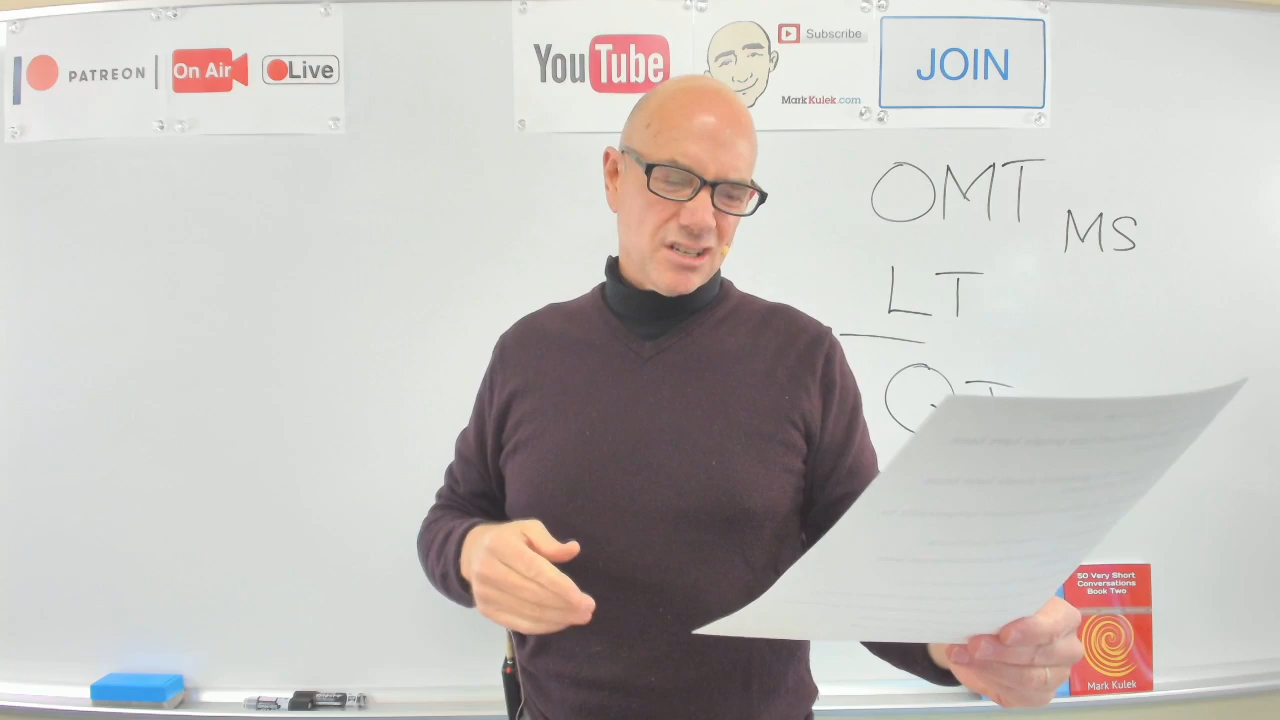 PATREON
On Air
Live
YouTube
Subscribe
MarkKulek.com
JOIN
OMT
MS
LT
QT
50 Very Short
Conversations
Book Two
Mark Kulek